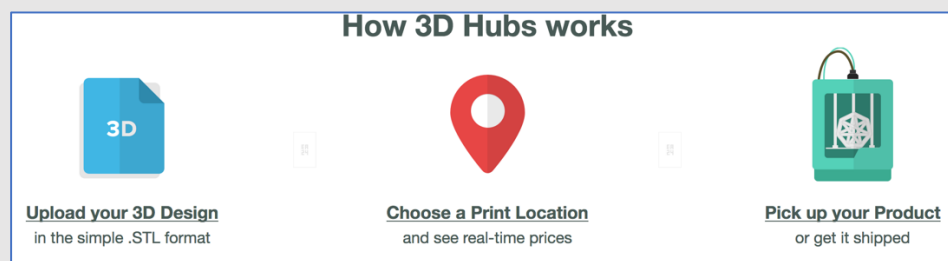 How 3D Hubs works
3D
Upload your 3D Design
in the simple .STL format
Choose a Print Location
and see real-time prices
Pick up your Product
or get it shipped